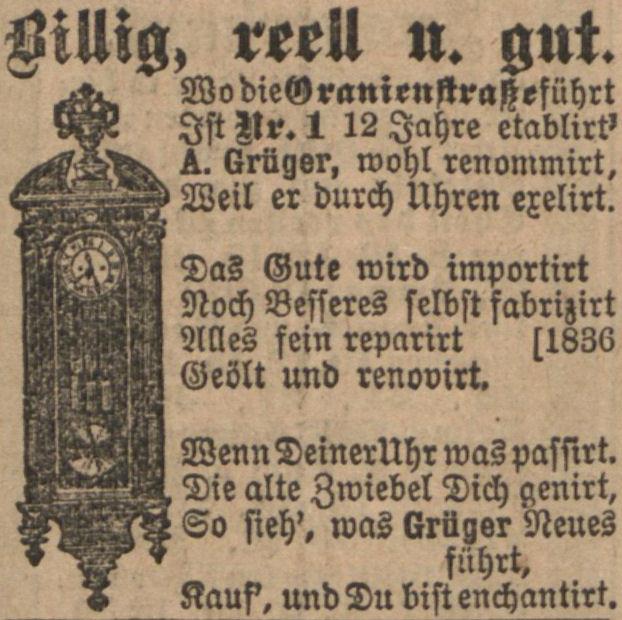 Billig, reell u. gut.
Wo die Oranienstraße führt
Ist Nr. 1 12 Jahre etablirt'
A. Grüger, wohl renommirt,
Weil er durch Uhren exelirt.
Das Gute wird importirt
Noch Besseres selbst fabrizirt
Alles fein reparirt [1836
Geölt und renovirt.
Wenn Deiner Uhr was passirt.
Die alte Zwiebel Dich genirt,
So sieh', was Grüger Neues
führt,
Kauf', und Du bist enchantirt.